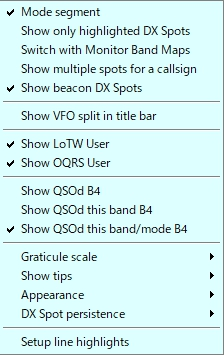 Mode segment
Show only highlighted DX Spots
Switch with Monitor Band Maps
Show multiple spots for a callsign
Show beacon DX Spots
Show VFO split in title bar
Show LoTW User
Show OQRS User
Show QSOd B4
Show QSOd this band B4
Show QSOd this band/mode B4
Graticule scale
Show tips
Appearance
DX Spot persistence
Setup line highlights